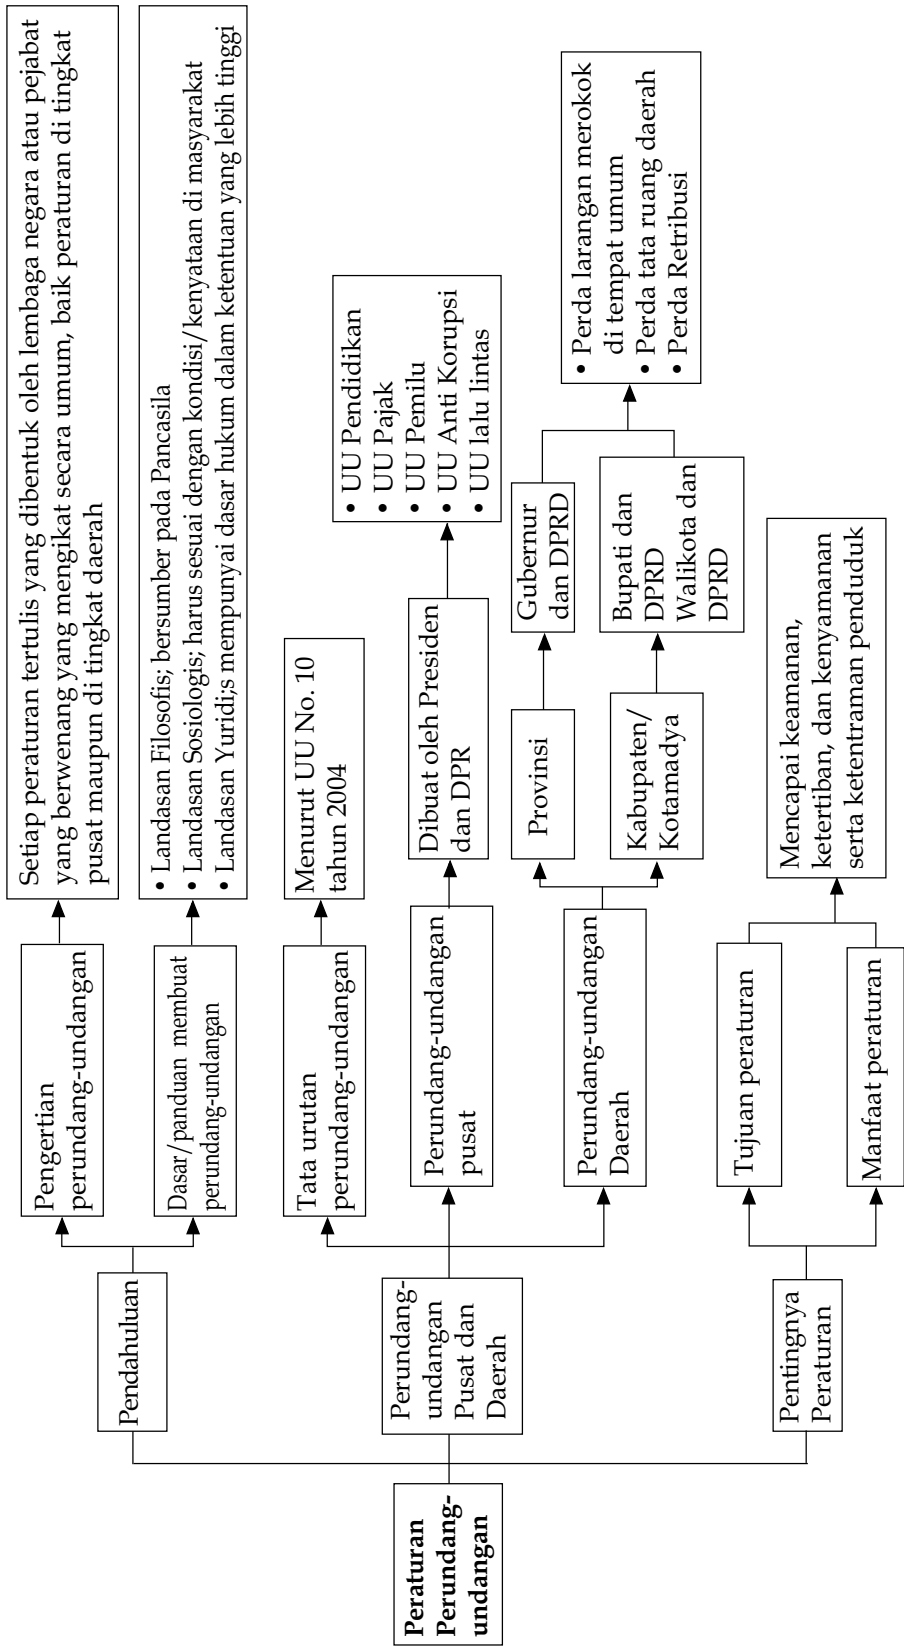 Peraturan
Perundang-
undangan
Pendahuluan
Pengertian
perundang-undangan
Setiap peraturan tertulis yang dibentuk oleh lembaga negara atau pejabat
yang berwenang yang mengikat secara umum, baik peraturan di tingkat
pusat maupun di tingkat daerah
Dasar/panduan membuat
perundang-undangan
• Landasan Filosofis; bersumber pada Pancasila
• Landasan Sosiologis; harus sesuai dengan kondisi/kenyataan di masyarakat
• Landasan Yuridi;s mempunyai dasar hukum dalam ketentuan yang lebih tinggi
Perundang-
undangan
Pusat dan
Daerah
Tata urutan
perundang-undangan
Menurut UU No. 10
tahun 2004
Perundang-undangan
pusat
Dibuat oleh Presiden
dan DPR
• UU Pendidikan
• UU Pajak
• UU Pemilu
• UU Anti Korupsi
• UU lalu lintas
Perundang-undangan
Daerah
Provinsi
Gubernur
dan DPRD
Kabupaten/
Kotamadya
Bupati dan
DPRD
Walikota dan
DPRD
• Perda larangan merokok
di tempat umum
• Perda tata ruang daerah
• Perda Retribusi
Pentingnya
Peraturan
Tujuan peraturan
Manfaat peraturan
Mencapai keamanan,
ketertiban, dan kenyamanan
serta ketentraman penduduk